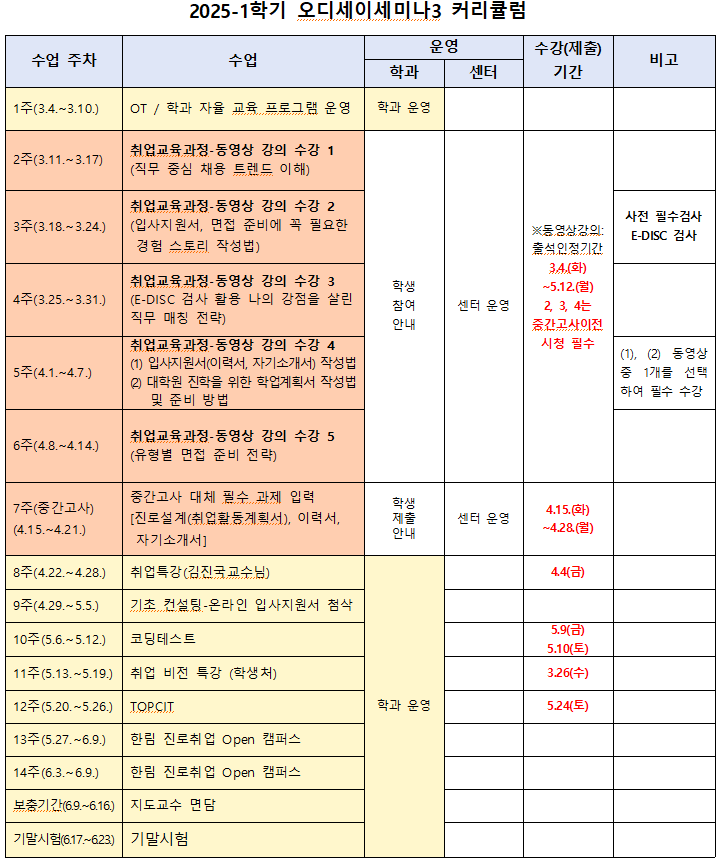 2025-1학기 오디세이세미나3 커리큘럼
수업 주차
수업
운영
수강(제출)
기간
비고
학과
센터
1주(3.4.~3.10.)
OT / 학과 자율 교육 프로그램 운영
학과 운영
2주(3.11.~3.17)
취업교육과정-동영상 강의 수강 1
(직무 중심 채용 트렌드 이해)
3주(3.18.~3.24.)
취업교육과정-동영상 강의 수강 2
(입사지원서, 면접 준비에 꼭 필요한
경험 스토리 작성법)
사전 필수검사
E-DISC 검사
4주(3.25.~3.31.)
취업교육과정-동영상 강의 수강 3
(E-DISC 검사 활용 나의 강점을 살린
직무 매칭 전략)
학생
참여
안내
센터 운영
※동영상강의:
출석인정기간
3.4.(화)
~5.12.(월)
2, 3, 4는
중간고사이전
시청 필수
5주(4.1.~4.7.)
취업교육과정-동영상 강의 수강 4
(1) 입사지원서(이력서, 자기소개서) 작성법
(2) 대학원 진학을 위한 학업계획서 작성법
및 준비 방법
(1), (2) 동영상
중 1개를 선택
하여 필수 수강
6주(4.8.~4.14.)
취업교육과정-동영상 강의 수강 5
(유형별 면접 준비 전략)
7주(중간고사)
(4.15.~4.21.)
중간고사 대체 필수 과제 입력
[진로설계(취업활동계획서), 이력서,
자기소개서]
학생
제출
안내
센터 운영
4.15.(화)
~4.28.(월)
8주(4.22.~4.28.)
취업특강(김진국교수님)
4.4(금)
9주(4.29.~5.5.)
기초 컨설팅-온라인 입사지원서 첨삭
10주(5.6.~5.12.)
코딩테스트
5.9(금)
5.10(토)
11주(5.13.~5.19.)
취업 비전 특강 (학생처)
3.26(수)
12주(5.20.~5.26.)
TOPCIT
학과 운영
5.24(토)
13주(5.27.~6.9.)
한림 진로취업 Open 캠퍼스
14주(6.3.~6.9.)
한림 진로취업 Open 캠퍼스
보충기간(6.9.~6.16.)
지도교수 면담
기말시험(6.17.~6.23.)
기말시험